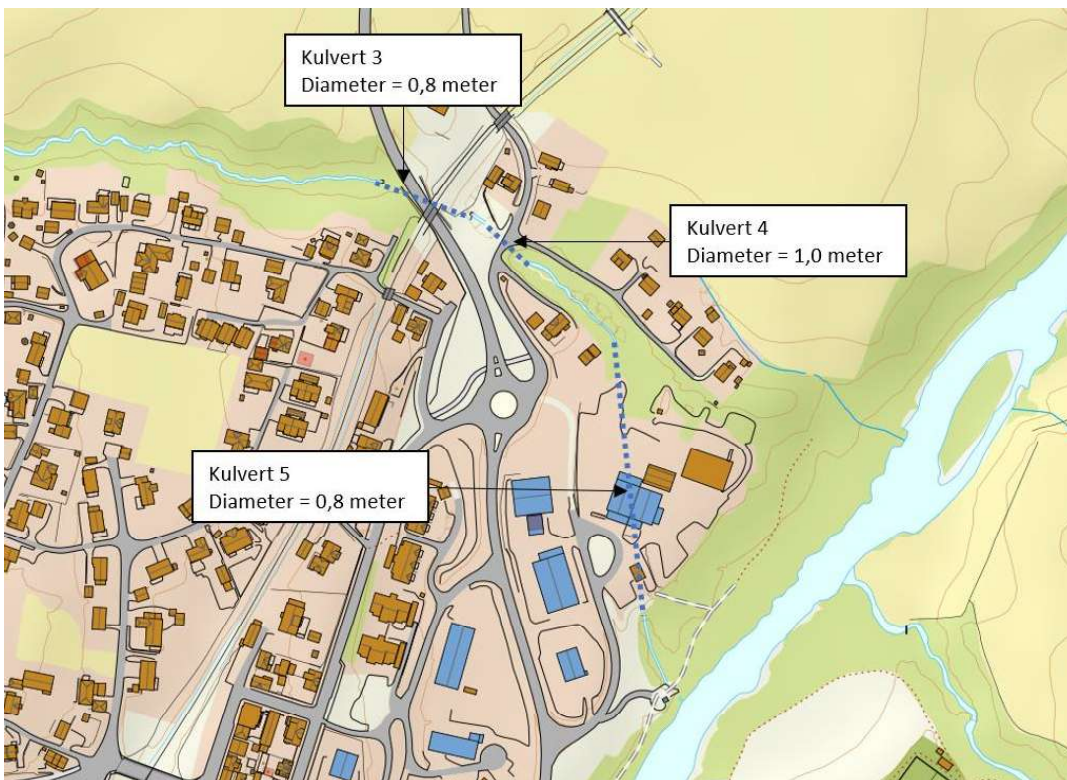 Kulvert 3
Diameter = 0,8 meter
Kulvert 4
Diameter = 1,0 meter
Kulvert 5
Diameter = 0,8 meter